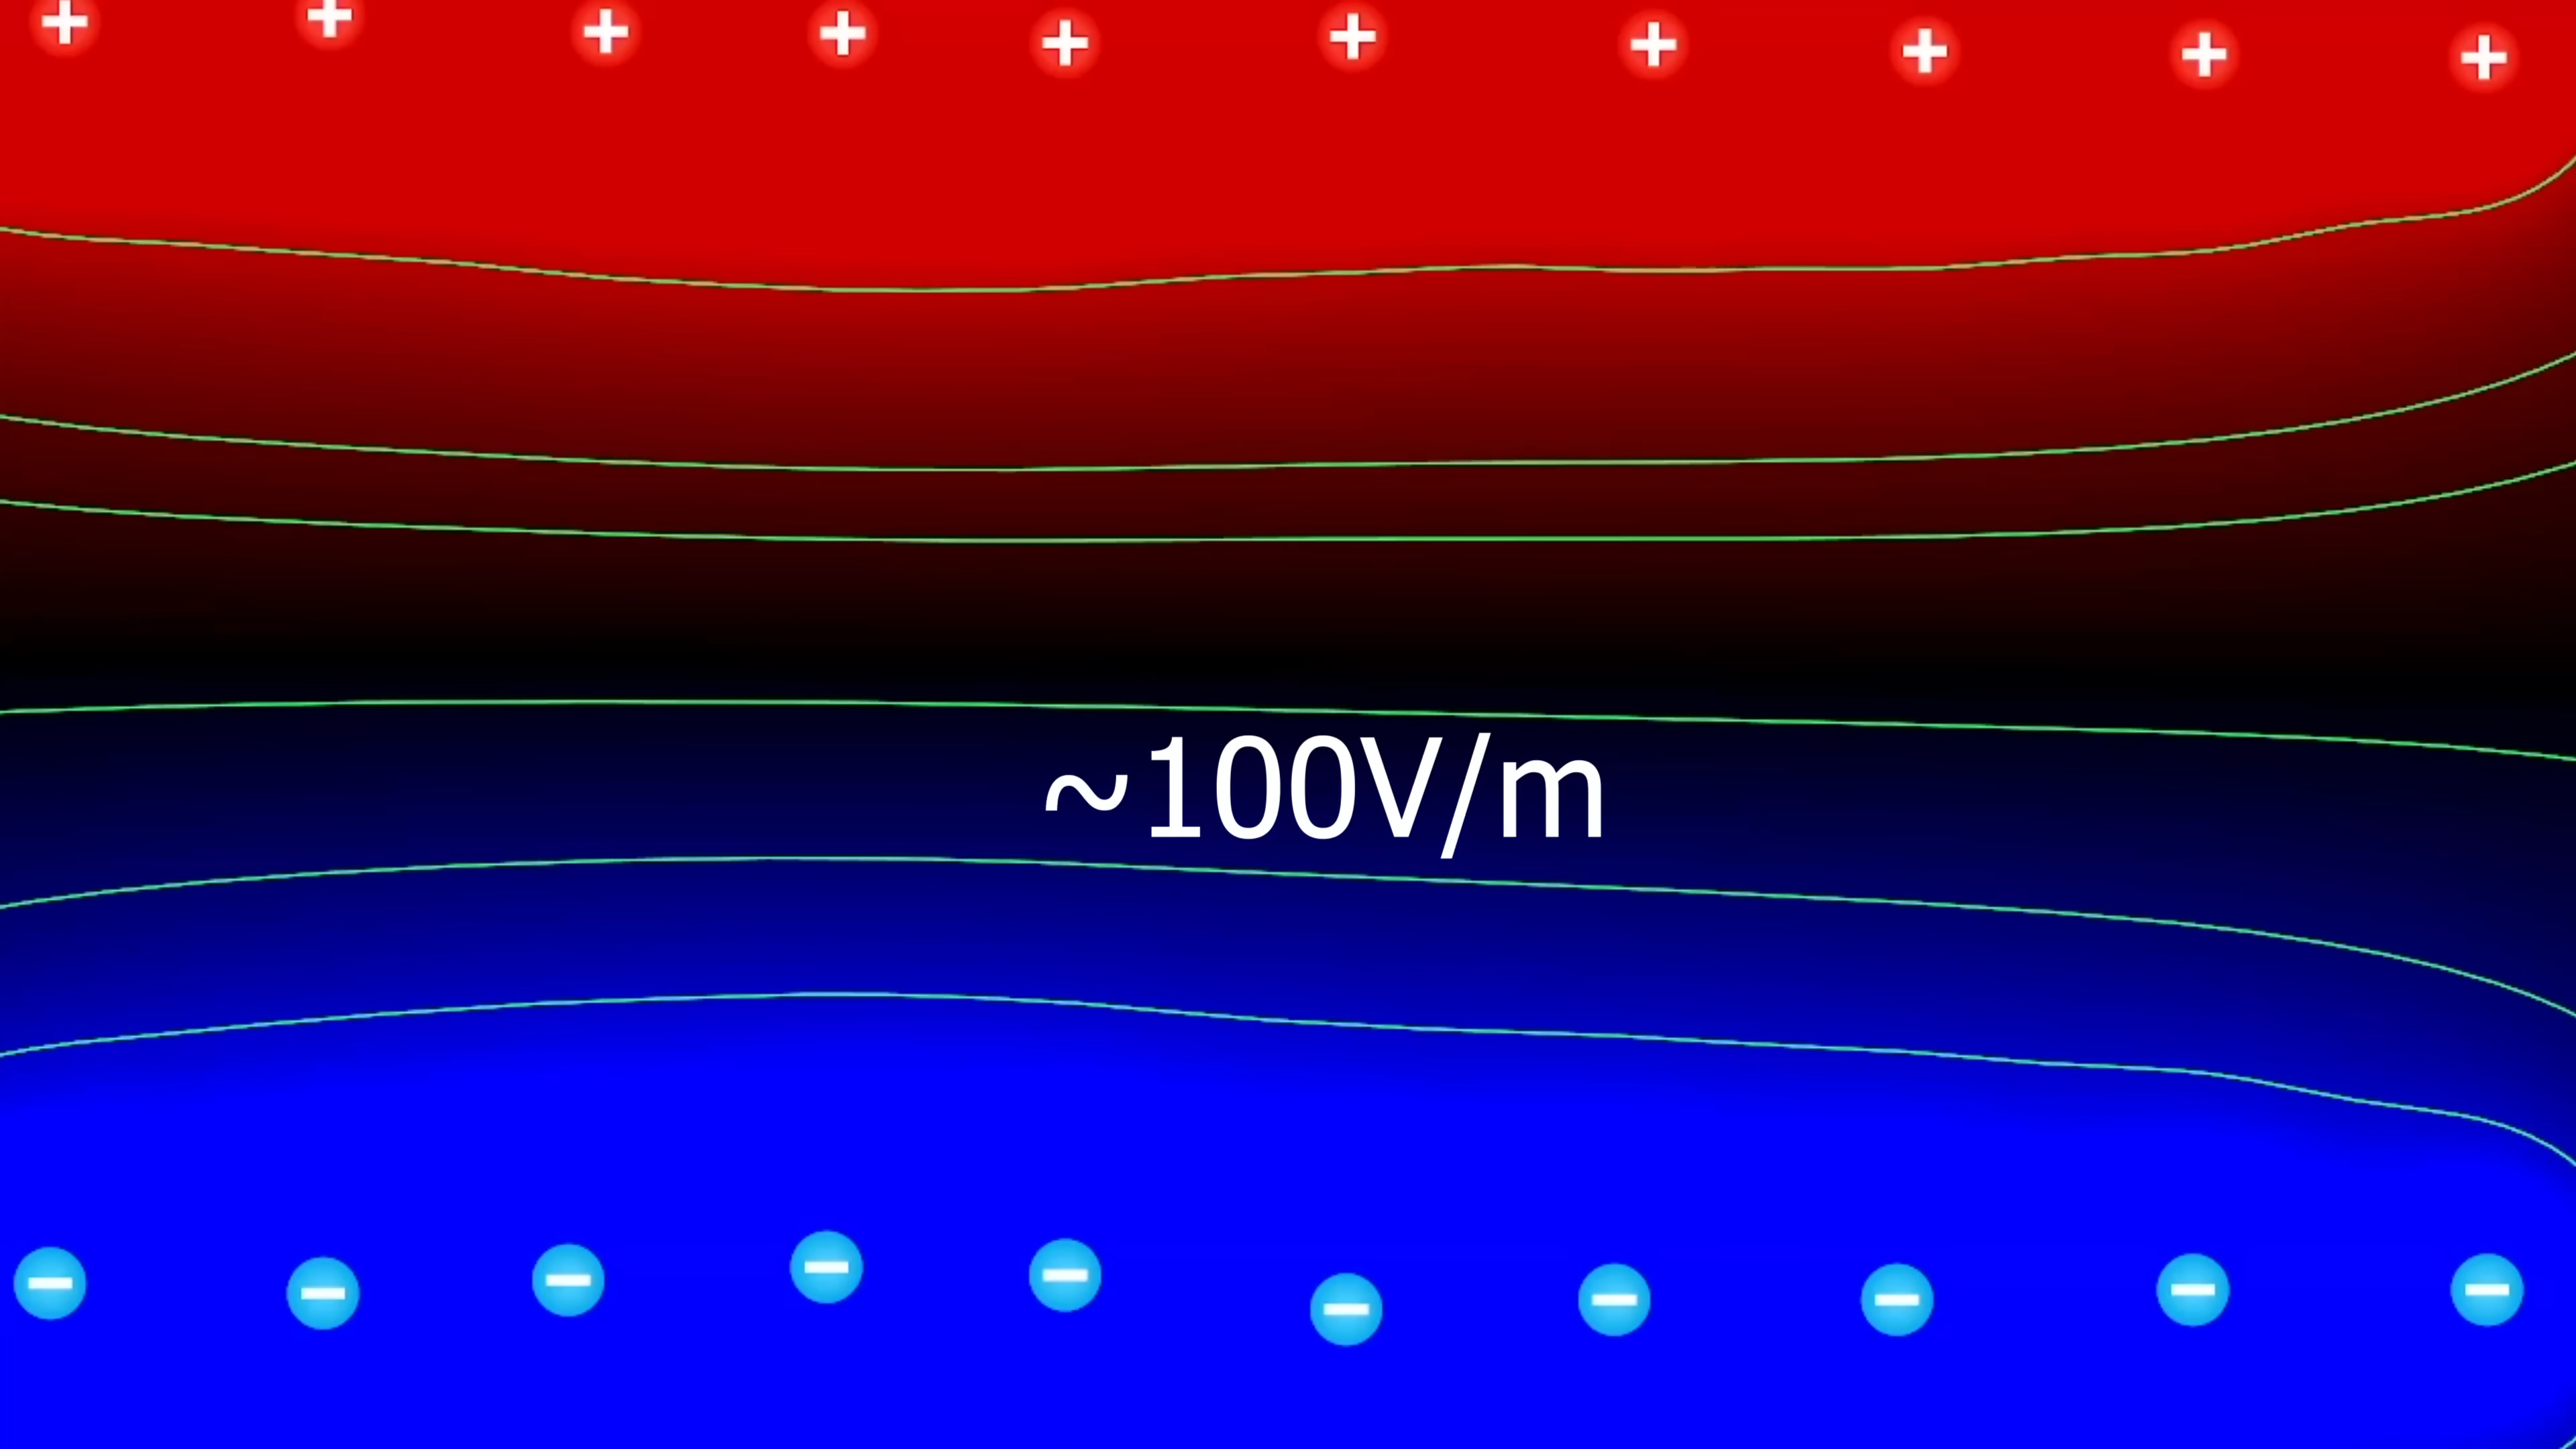 + + + + + + + + + +
~100V/m
− − − − − − − − − −